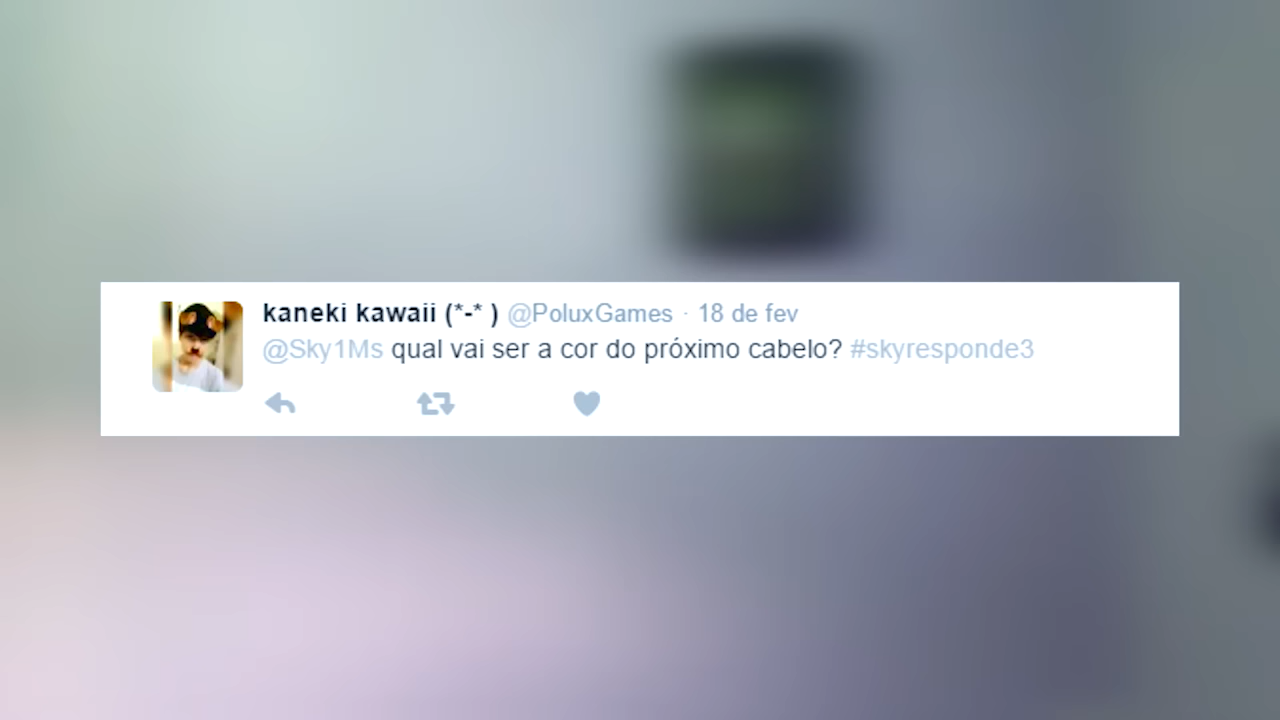 kaneki kawaii (*-* ) @PoluxGames · 18 de fev
@Sky1Ms qual vai ser a cor do próximo cabelo? #skyresponde3